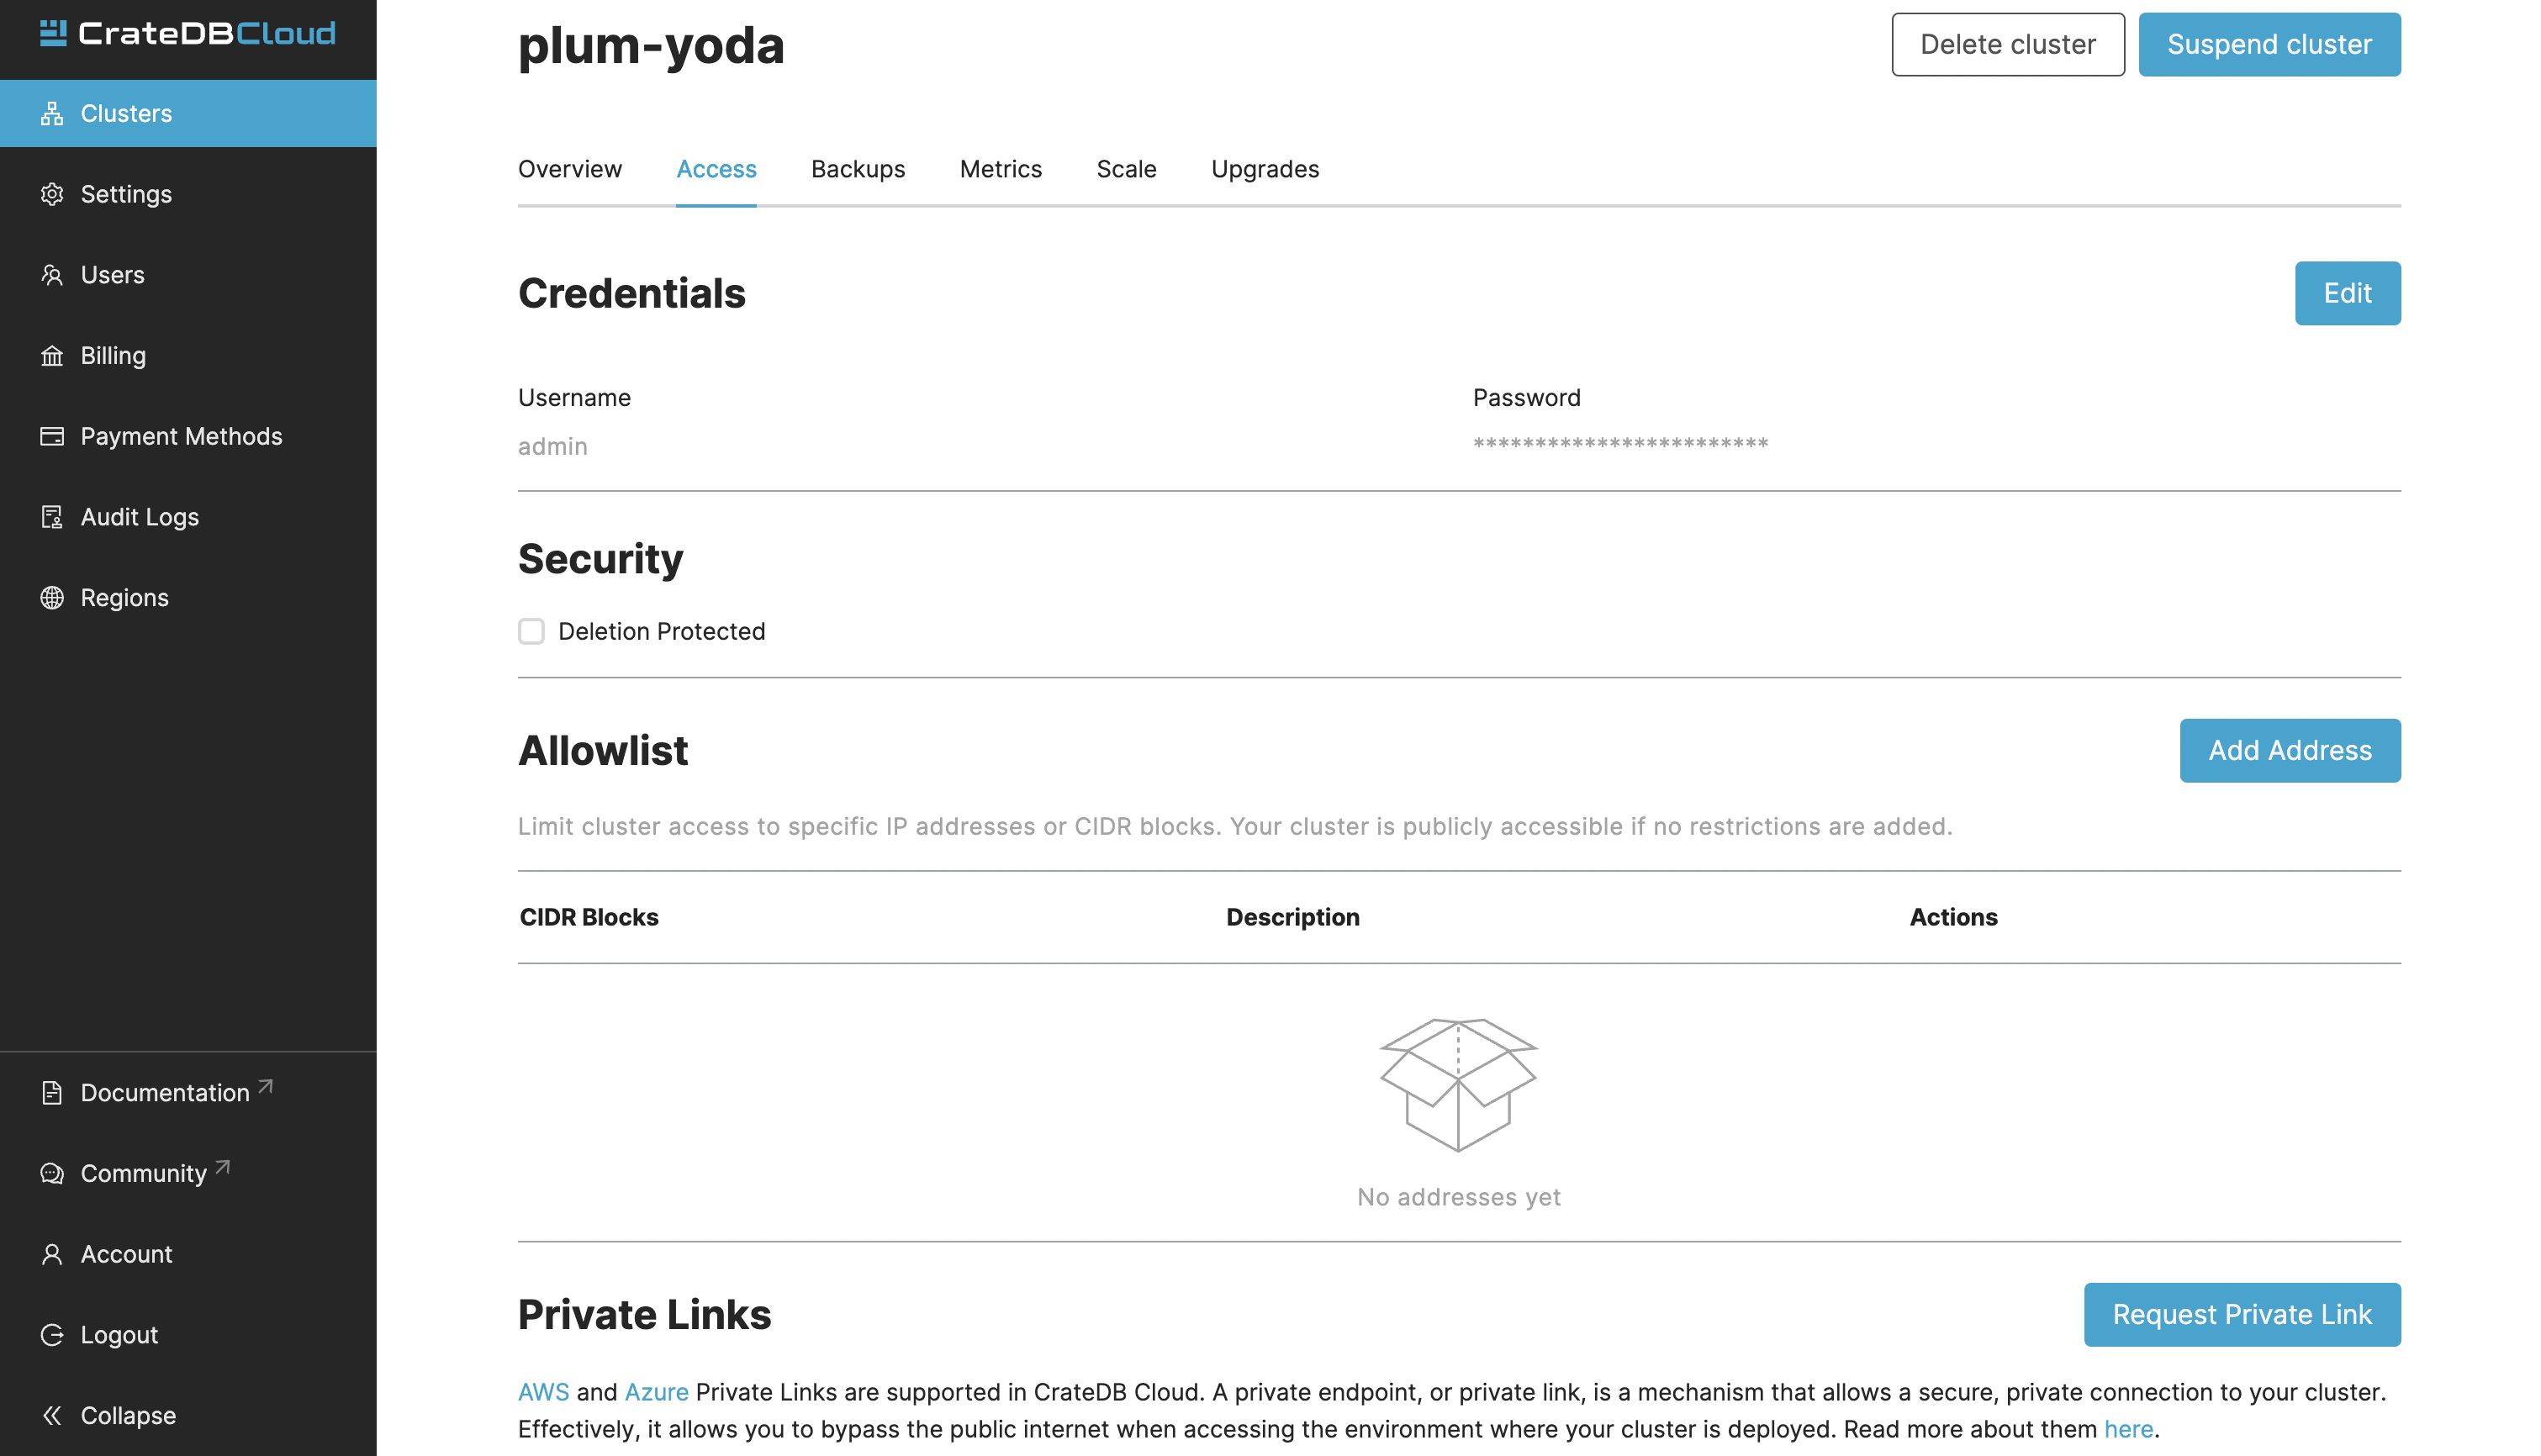 CrateDBCloud
Clusters
Settings
Users
Billing
Payment Methods
Audit Logs
Regions
Documentation
Community
Account
Logout
Collapse
plum-yoda
Delete cluster
Suspend cluster
Overview Access Backups Metrics Scale Upgrades
Credentials
Edit
Username Password
admin ************************
Security
Deletion Protected
Allowlist
Add Address
Limit cluster access to specific IP addresses or CIDR blocks. Your cluster is publicly accessible if no restrictions are added.
CIDR Blocks Description Actions
No addresses yet
Private Links
Request Private Link
AWS and Azure Private Links are supported in CrateDB Cloud. A private endpoint, or private link, is a mechanism that allows a secure, private connection to your cluster.
Effectively, it allows you to bypass the public internet when accessing the environment where your cluster is deployed. Read more about them here.